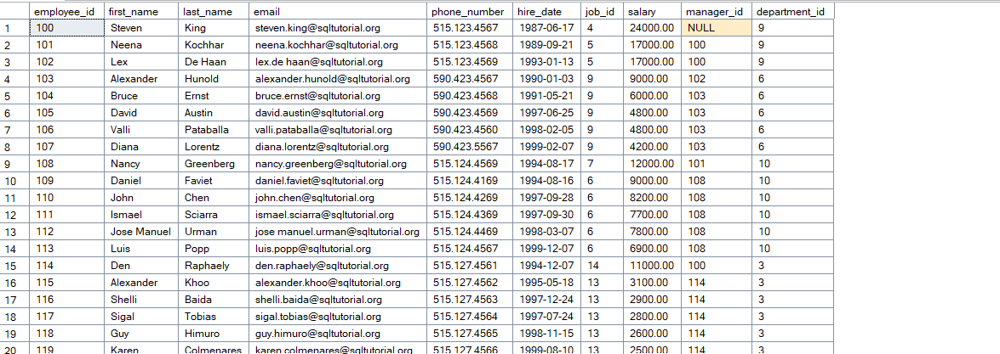 employee_id first_name last_name email phone_number hire_date job_id salary manager_id department_id
1 100 Steven King steven.king@sqltutorial.org 515.123.4567 1987-06-17 4 24000.00 NULL 9
2 101 Neena Kochhar neena.kochhar@sqltutorial.org 515.123.4568 1989-09-21 5 17000.00 100 9
3 102 Lex De Haan lex.de haan@sqltutorial.org 515.123.4569 1993-01-13 5 17000.00 100 9
4 103 Alexander Hunold alexander.hunold@sqltutorial.org 590.423.4567 1990-01-03 9 9000.00 102 6
5 104 Bruce Ernst bruce.ernst@sqltutorial.org 590.423.4568 1991-05-21 9 6000.00 103 6
6 105 David Austin david.austin@sqltutorial.org 590.423.4569 1997-06-25 9 4800.00 103 6
7 106 Valli Pataballa valli.pataballa@sqltutorial.org 590.423.4560 1998-02-05 9 4800.00 103 6
8 107 Diana Lorentz diana.lorentz@sqltutorial.org 590.423.5567 1999-02-07 9 4200.00 103 6
9 108 Nancy Greenberg nancy.greenberg@sqltutorial.org 515.124.4569 1994-08-17 7 12000.00 101 10
10 109 Daniel Faviet daniel.faviet@sqltutorial.org 515.124.4169 1994-08-16 6 9000.00 108 10
11 110 John Chen john.chen@sqltutorial.org 515.124.4269 1997-09-28 6 8200.00 108 10
12 111 Ismael Sciarra ismael.sciarra@sqltutorial.org 515.124.4369 1997-09-30 6 7700.00 108 10
13 112 Jose Manuel Urman jose manuel.urman@sqltutorial.org 515.124.4469 1998-03-07 6 7800.00 108 10
14 113 Luis Popp luis.popp@sqltutorial.org 515.124.4567 1999-12-07 6 6900.00 108 10
15 114 Den Raphaely den.raphaely@sqltutorial.org 515.127.4561 1994-12-07 14 11000.00 100 3
16 115 Alexander Khoo alexander.khoo@sqltutorial.org 515.127.4562 1995-05-18 13 3100.00 114 3
17 116 Shelli Baida shelli.baida@sqltutorial.org 515.127.4563 1997-12-24 13 2900.00 114 3
18 117 Sigal Tobias sigal.tobias@sqltutorial.org 515.127.4564 1997-07-24 13 2800.00 114 3
19 118 Guy Himuro guy.himuro@sqltutorial.org 515.127.4565 1998-11-15 13 2600.00 114 3
20 119 Karen Colmenares karen.colmenares@sqltutorial.org 515.127.4566 1999-08-10 13 2500.00 114 3